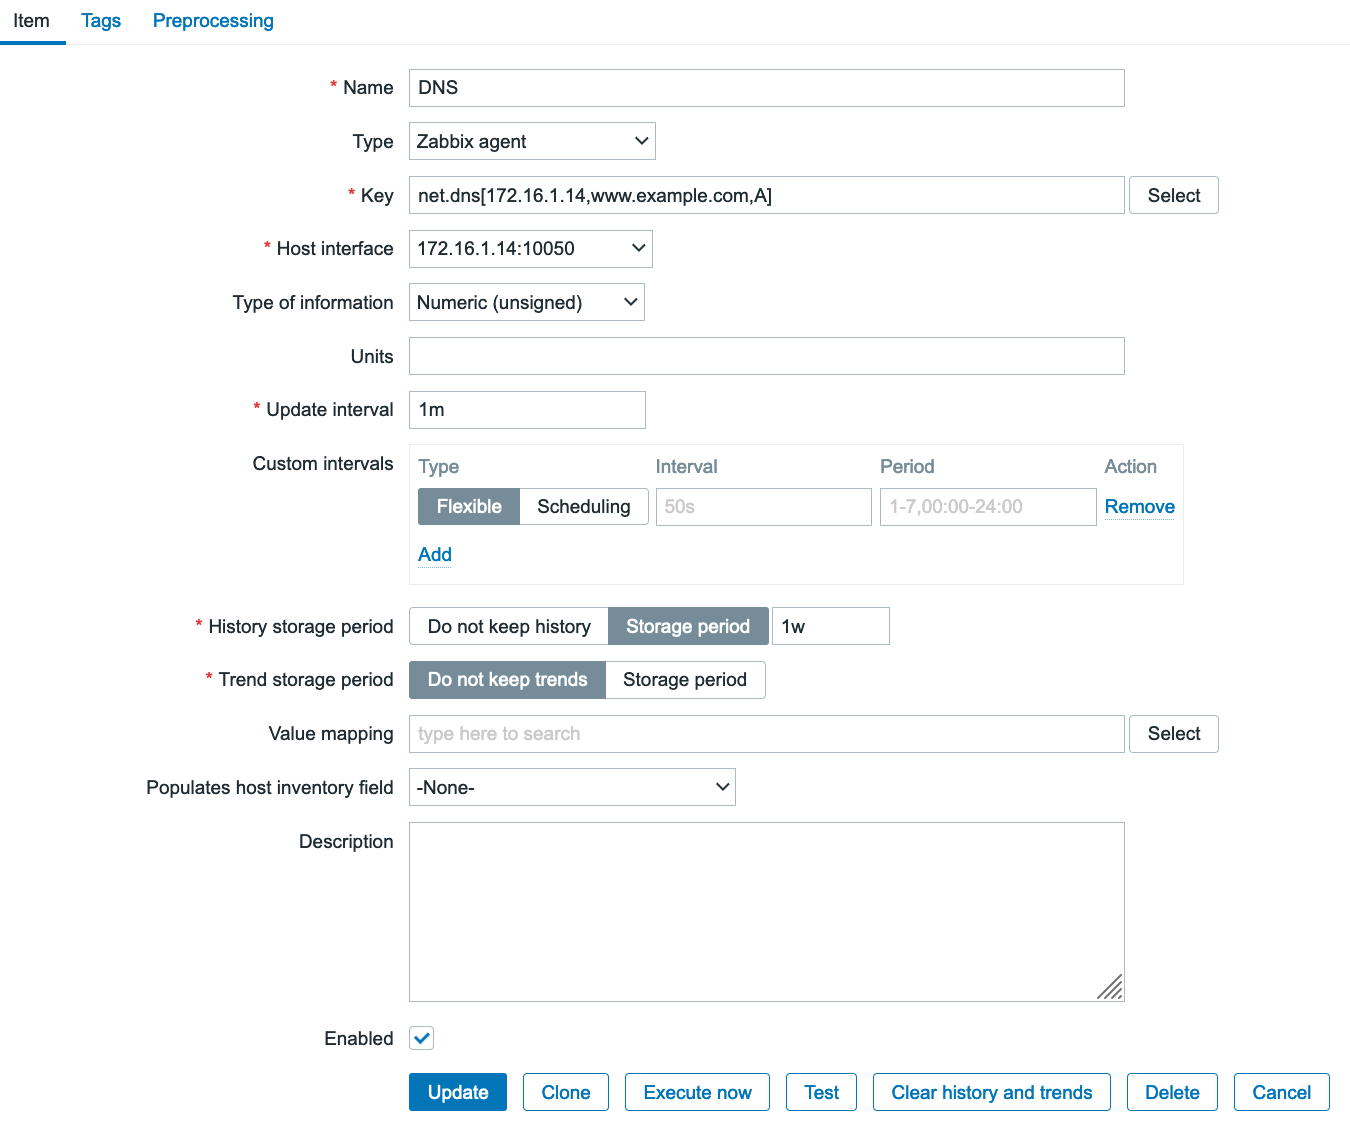 Item Tags Preprocessing
* Name DNS
Type Zabbix agent
* Key net.dns[172.16.1.14,www.example.com,A] Select
* Host interface 172.16.1.14:10050
Type of information Numeric (unsigned)
Units
* Update interval 1m
Custom intervals Type Interval Period Action
Flexible Scheduling 50s 1-7,00:00-24:00 Remove
Add
* History storage period Do not keep history Storage period 1w
* Trend storage period Do not keep trends Storage period
Value mapping type here to search Select
Populates host inventory field -None-
Description
Enabled
Update Clone Execute now Test Clear history and trends Delete Cancel